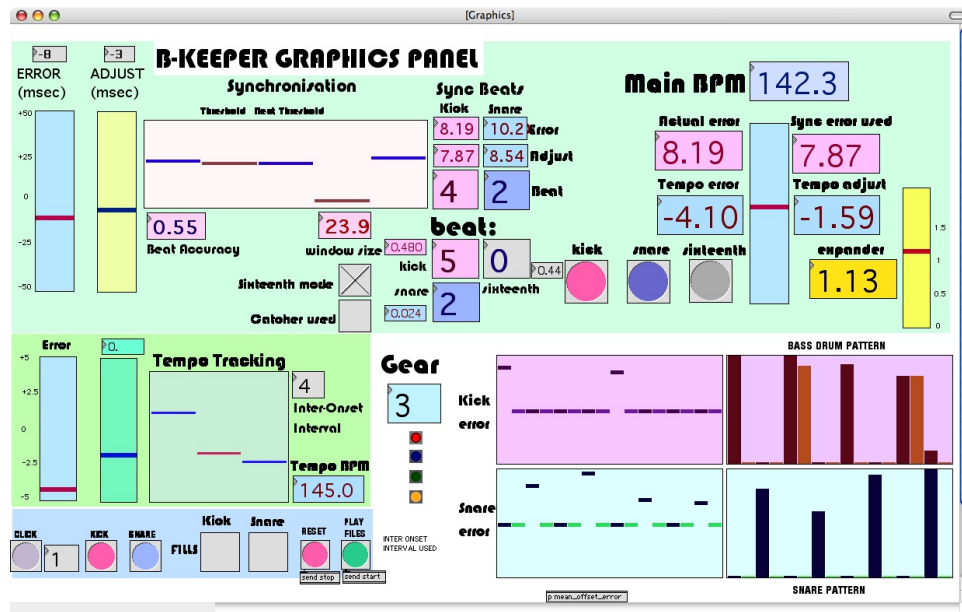 [Graphics]
B-KEEPER GRAPHICS PANEL
-8
-3
ERROR
(msec)
ADJUST
(msec)
+50
+25
0
-25
-50
Synchronisation
Threshold Beat Threshold
Sync Beats
Kick Snare
8.19 10.2 Error
7.87 8.54 Adjust
4 2 Beat
Main BPM 142.3
Actual error
8.19
Sync error used
7.87
Tempo error
-4.10
Tempo adjust
-1.59
expander
1.13
1.5
1
0.5
0
0.55
Beat Accuracy
23.9
window size
Sixteenth mode
Catcher used
beat:
0.480
kick
5
0
0.44
sixteenth
snare
0.024
2
kick
snare
sixteenth
Error
+5
+2.5
0
-2.5
-5
0.
Tempo Tracking
4
Inter-Onset
Interval
Tempo BPM
145.0
Gear
3
Kick
error
Snare
error
BASS DRUM PATTERN
SNARE PATTERN
CLICK
1
KICK
SNARE
FILLS
Kick
Snare
RESET
send stop
PLAY
FILES
send start
INTER ONSET
INTERVAL USED
p mean_offset_error